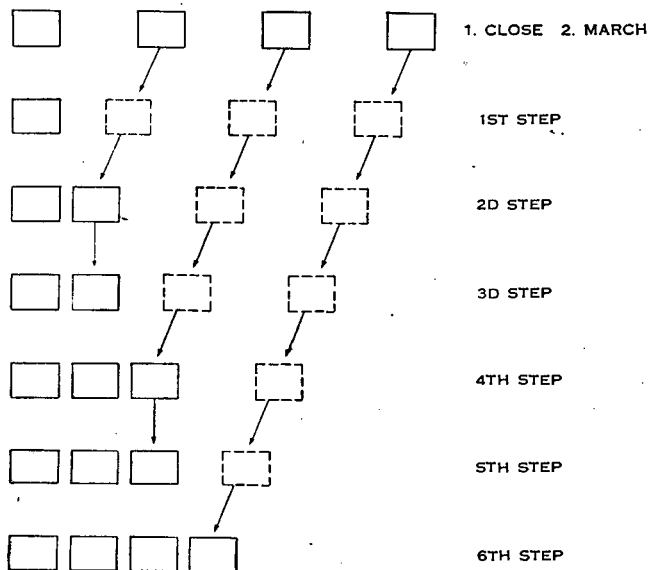 1. CLOSE 2. MARCH
1ST STEP
2D STEP
3D STEP
4TH STEP
5TH STEP
6TH STEP